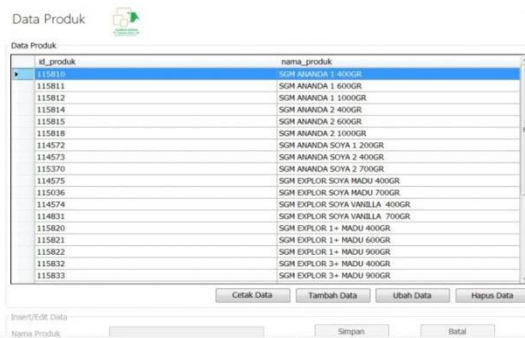 Data Produk
Data Produk
id_produk nama_produk
115810 SGM ANANDA 1 400GR
115811 SGM ANANDA 1 600GR
115812 SGM ANANDA 1 1000GR
115814 SGM ANANDA 2 400GR
115815 SGM ANANDA 2 600GR
115818 SGM ANANDA 2 1000GR
114572 SGM ANANDA SOYA 1 200GR
114573 SGM ANANDA SOYA 2 400GR
115370 SGM ANANDA SOYA 2 700GR
114575 SGM EXPLOR SOYA MADU 400GR
115036 SGM EXPLOR SOYA MADU 700GR
114574 SGM EXPLOR SOYA VANILLA 400GR
114831 SGM EXPLOR SOYA VANILLA 700GR
115820 SGM EXPLOR 1+ MADU 400GR
115821 SGM EXPLOR 1+ MADU 600GR
115822 SGM EXPLOR 1+ MADU 900GR
115832 SGM EXPLOR 3+ MADU 400GR
115833 SGM EXPLOR 3+ MADU 900GR
Cetak Data Tambah Data Ubah Data Hapus Data
Insert/Edit Data
Nama Produk Simpan Batal